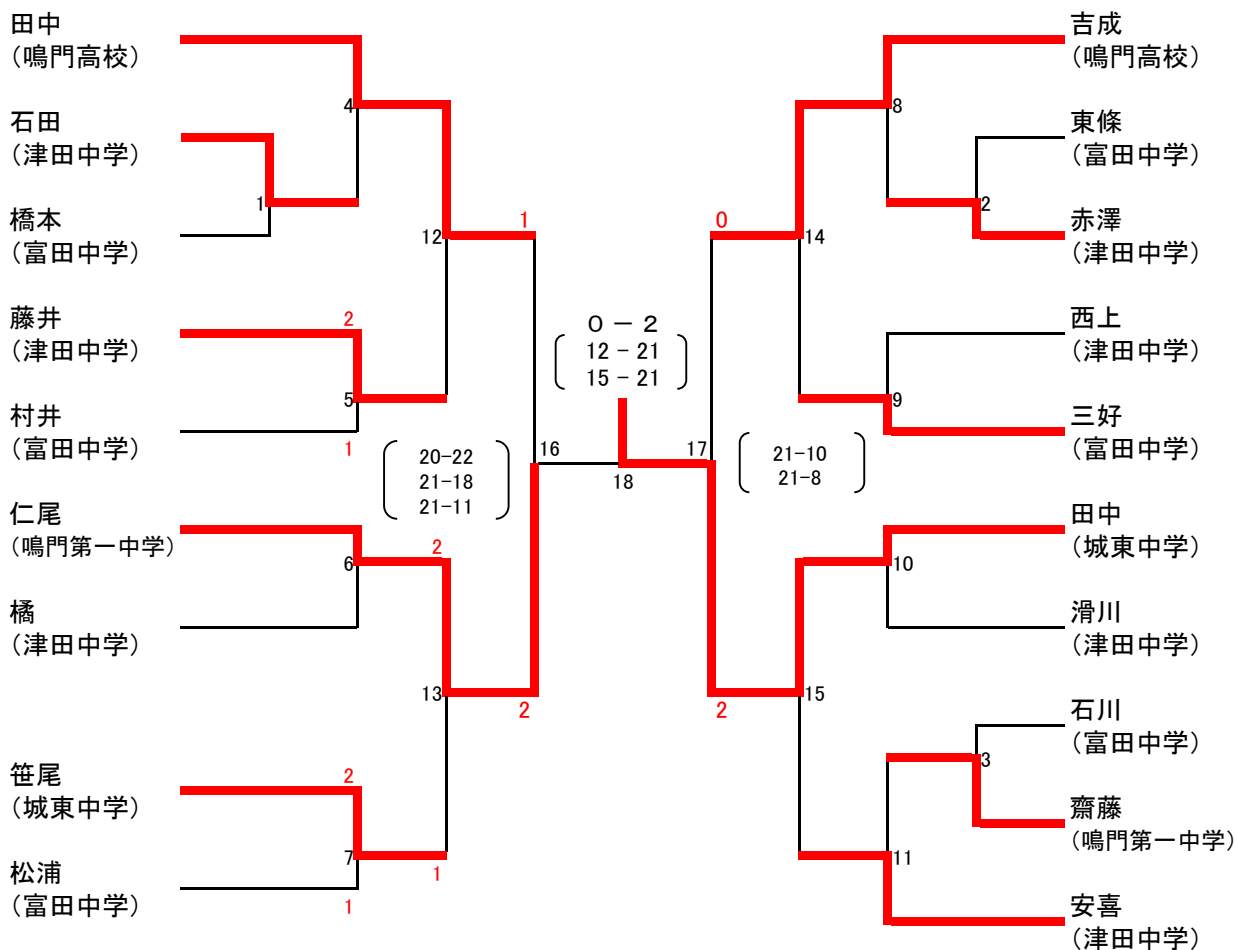 田中
（鳴門高校）
石田
（津田中学）
橋本
（富田中学）
藤井
（津田中学）
村井
（富田中学）
仁尾
（鳴門第一中学）
橘
（津田中学）
笹尾
（城東中学）
松浦
（富田中学）
4
1
2
5
1
6
2
7
1
2
1
12
13
1
2
16
20-22
21-18
21-11
0 － 2
12 － 21
15 － 21
18
0
17
2
21-10
21-8
14
15
8
2
9
10
3
11
吉成
（鳴門高校）
東條
（富田中学）
赤澤
（津田中学）
西上
（津田中学）
三好
（富田中学）
田中
（城東中学）
滑川
（津田中学）
石川
（富田中学）
齋藤
（鳴門第一中学）
安喜
（津田中学）